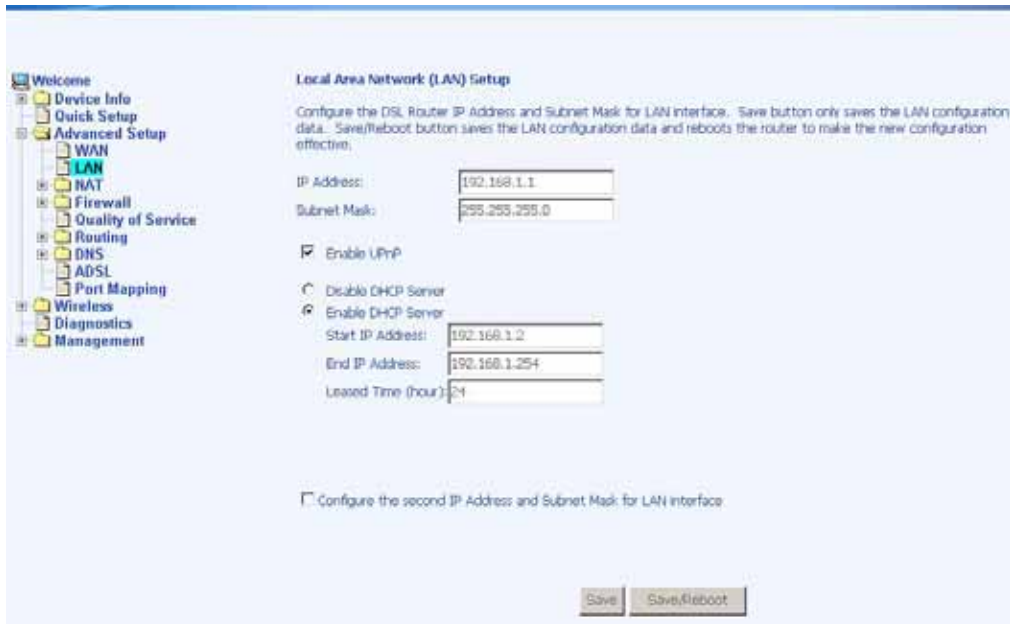 Welcome
Device Info
Quick Setup
Advanced Setup
WAN
LAN
NAT
Firewall
Quality of Service
Routing
DNS
ADSL
Port Mapping
Wireless
Diagnostics
Management
Local Area Network (LAN) Setup
Configure the DSL Router IP Address and Subnet Mask for LAN interface. Save button only saves the LAN configuration
data. Save/Reboot button saves the LAN configuration data and reboots the router to make the new configuration
effective.
IP Address: 192.168.1.1
Subnet Mask: 255.255.255.0
Enable UPnP
Disable DHCP Server
Enable DHCP Server
Start IP Address: 192.168.1.2
End IP Address: 192.168.1.254
Leased Time (hour): 24
Configure the second IP Address and Subnet Mask for LAN interface
Save Save/Reboot